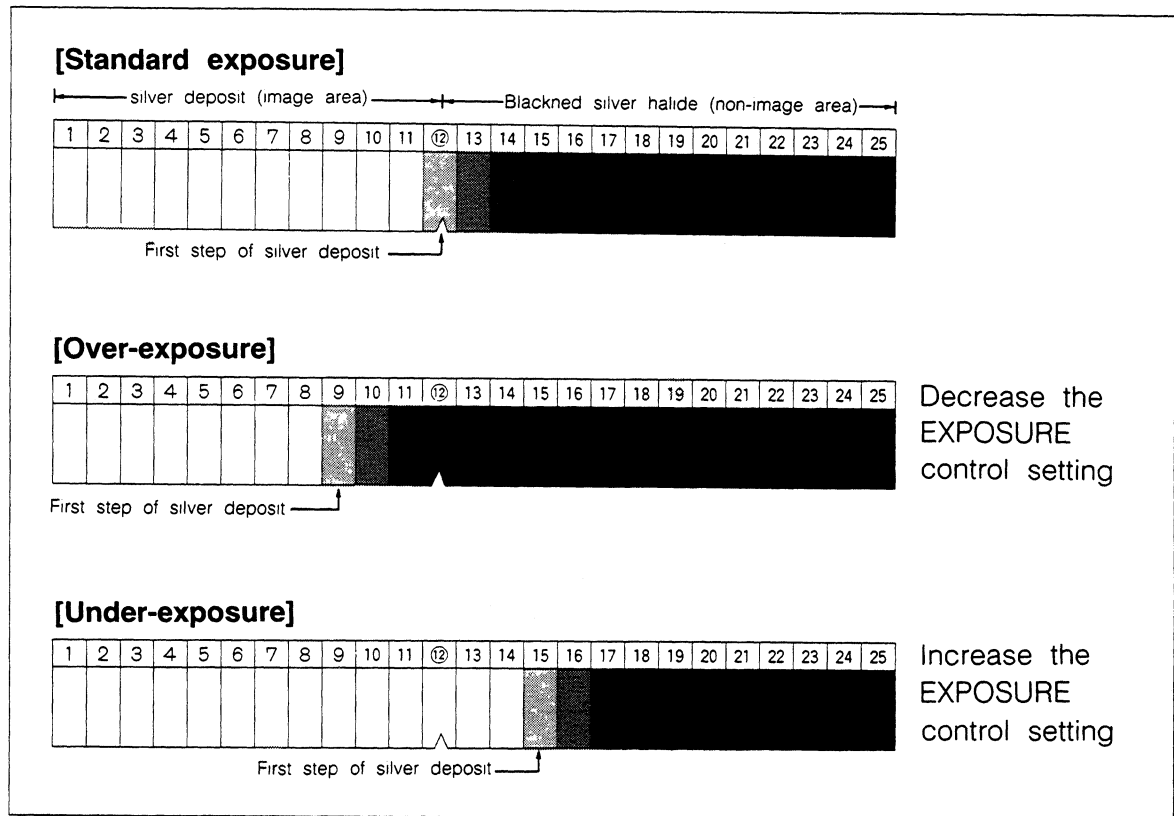 [Standard exposure]
silver deposit (image area) Blackned silver halide (non-image area)
1 2 3 4 5 6 7 8 9 10 11 ⑫ 13 14 15 16 17 18 19 20 21 22 23 24 25
First step of silver deposit
[Over-exposure]
1 2 3 4 5 6 7 8 9 10 11 ⑫ 13 14 15 16 17 18 19 20 21 22 23 24 25
Decrease the
EXPOSURE
control setting
First step of silver deposit
[Under-exposure]
1 2 3 4 5 6 7 8 9 10 11 ⑫ 13 14 15 16 17 18 19 20 21 22 23 24 25
Increase the
EXPOSURE
control setting
First step of silver deposit